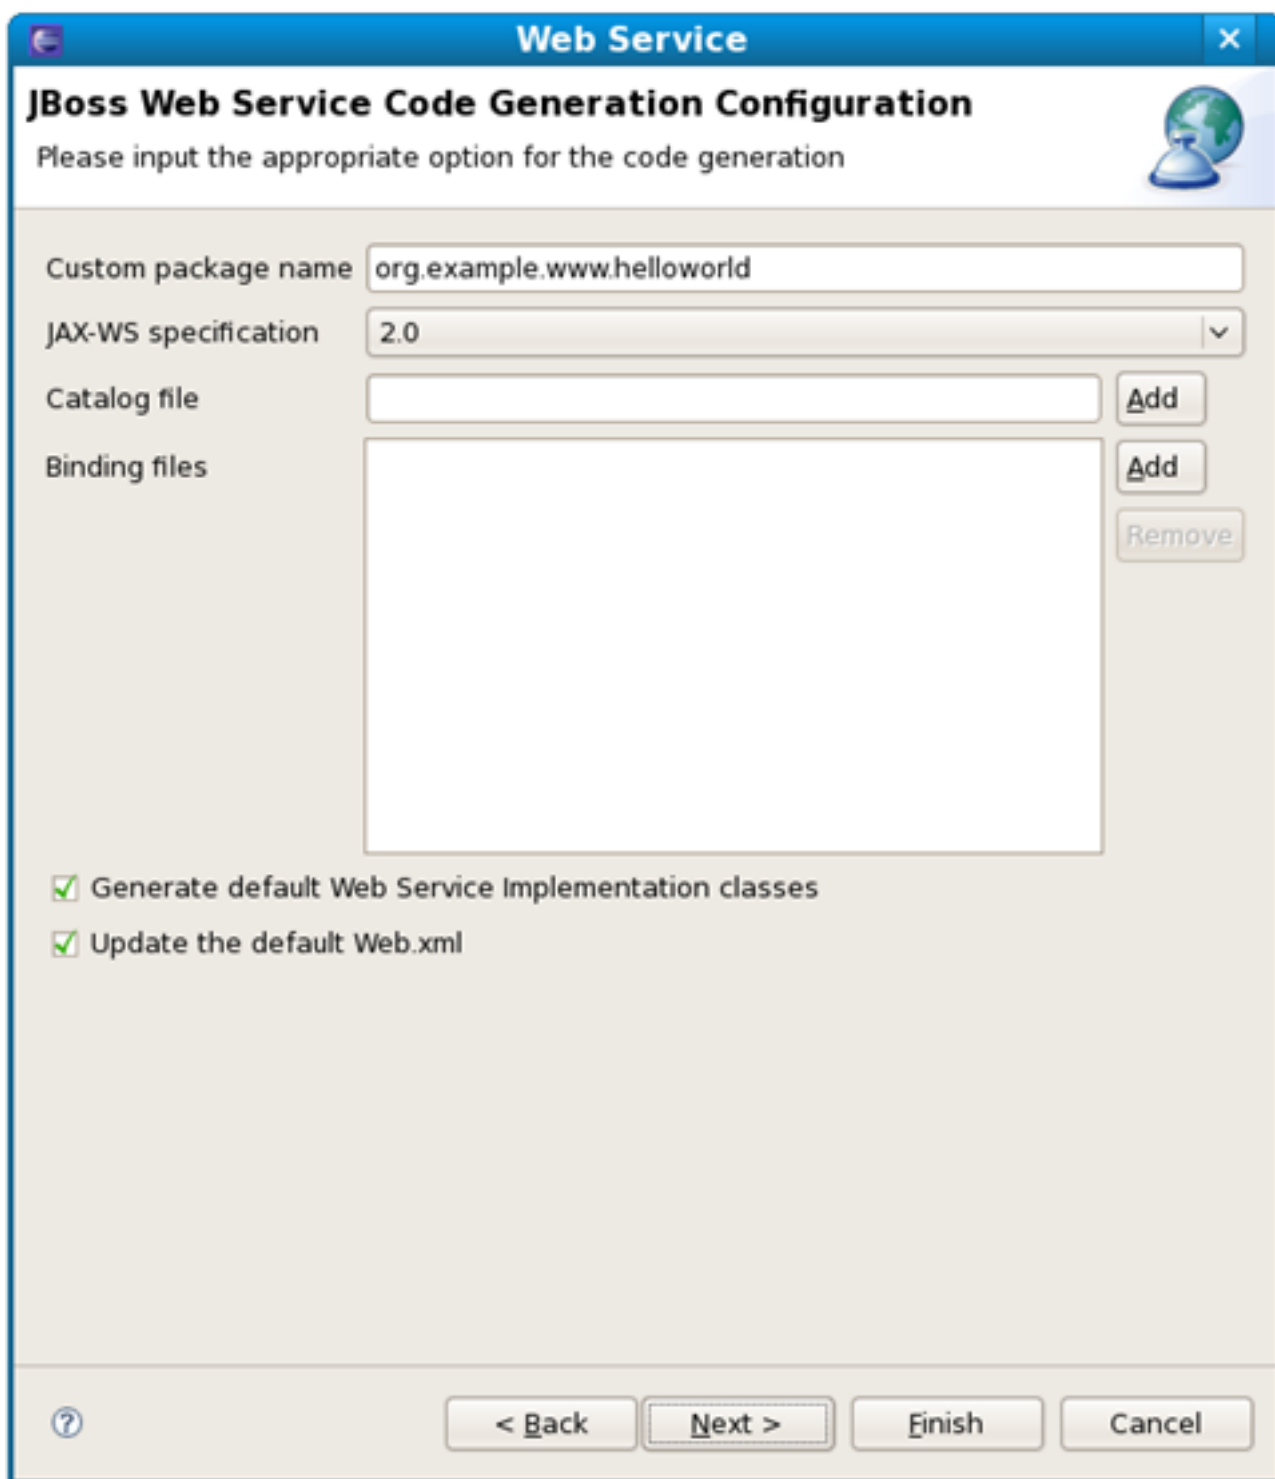 Web Service
JBoss Web Service Code Generation Configuration
Please input the appropriate option for the code generation
Custom package name org.example.www.helloworld
JAX-WS specification 2.0
Catalog file Add
Binding files Add
Remove
Generate default Web Service Implementation classes
Update the default Web.xml
? < Back Next > Finish Cancel